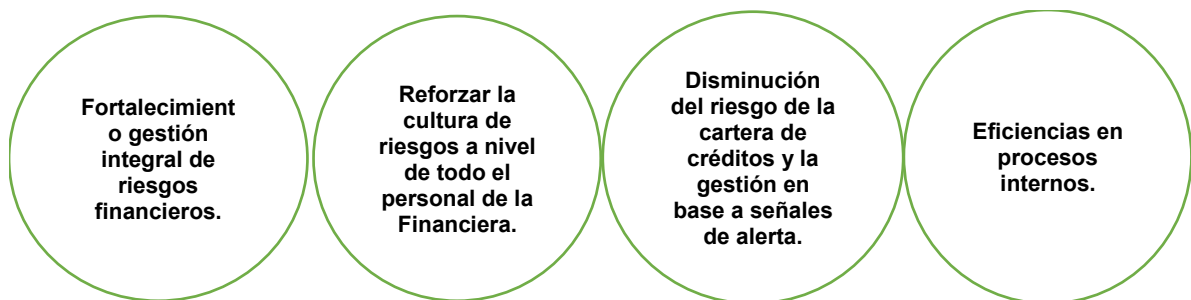 Fortalecimient
o gestión
integral de
riesgos
financieros.
Reforzar la
cultura de
riesgos a nivel
de todo el
personal de la
Financiera.
Disminución
del riesgo de la
cartera de
créditos y la
gestión en
base a señales
de alerta.
Eficiencias en
procesos
internos.